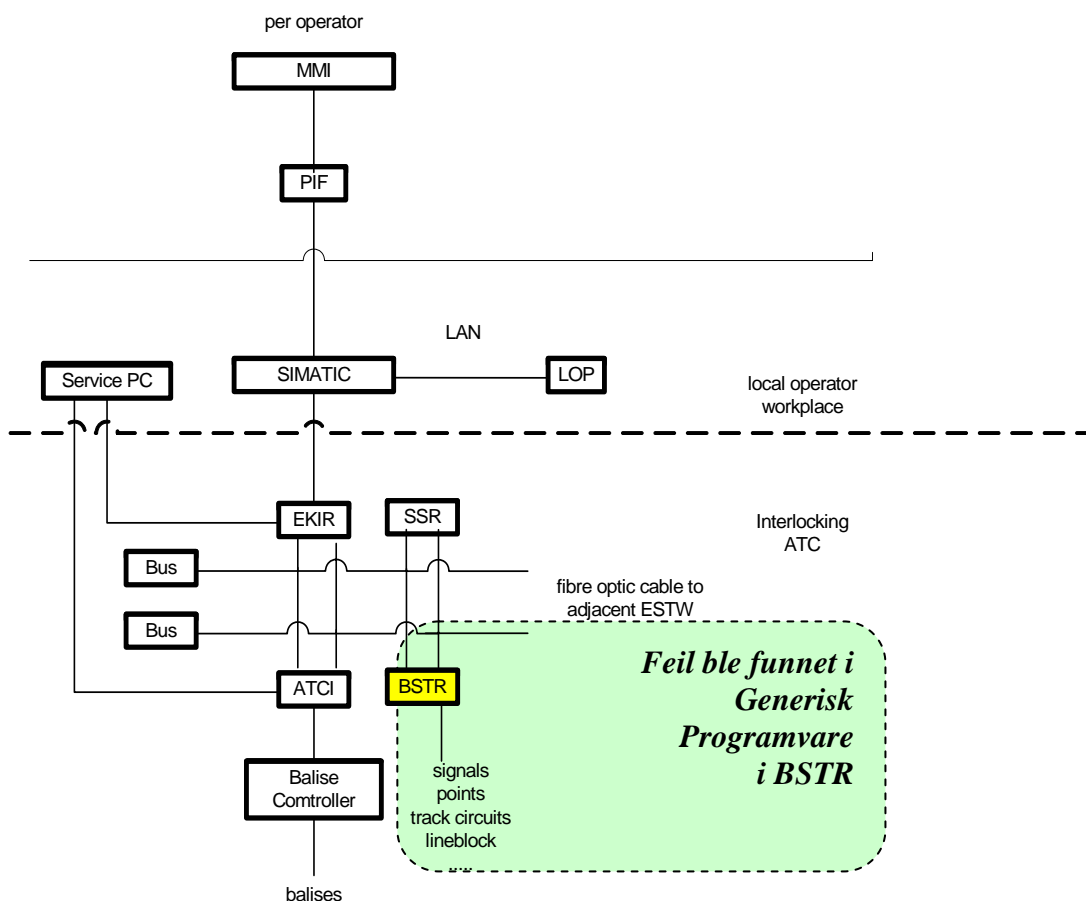 per operator
MMI
PIF
LAN
Service PC
SIMATIC
LOP
local operator
workplace
EKIR
SSR
Interlocking
ATC
Bus
fibre optic cable to
adjacent ESTW
Bus
Feil ble funnet i
Generisk
Programvare
i BSTR
ATCI
BSTR
signals
points
track circuits
lineblock
....
Balise
Comtroller
balises